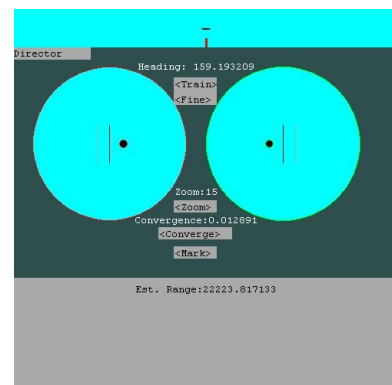 Director
Heading: 159.193209
<Train>
<Fine>
Zoom:15
<Zoom>
Convergence:0.012891
<Converge>
<Mark>
Est. Range:22223.817133